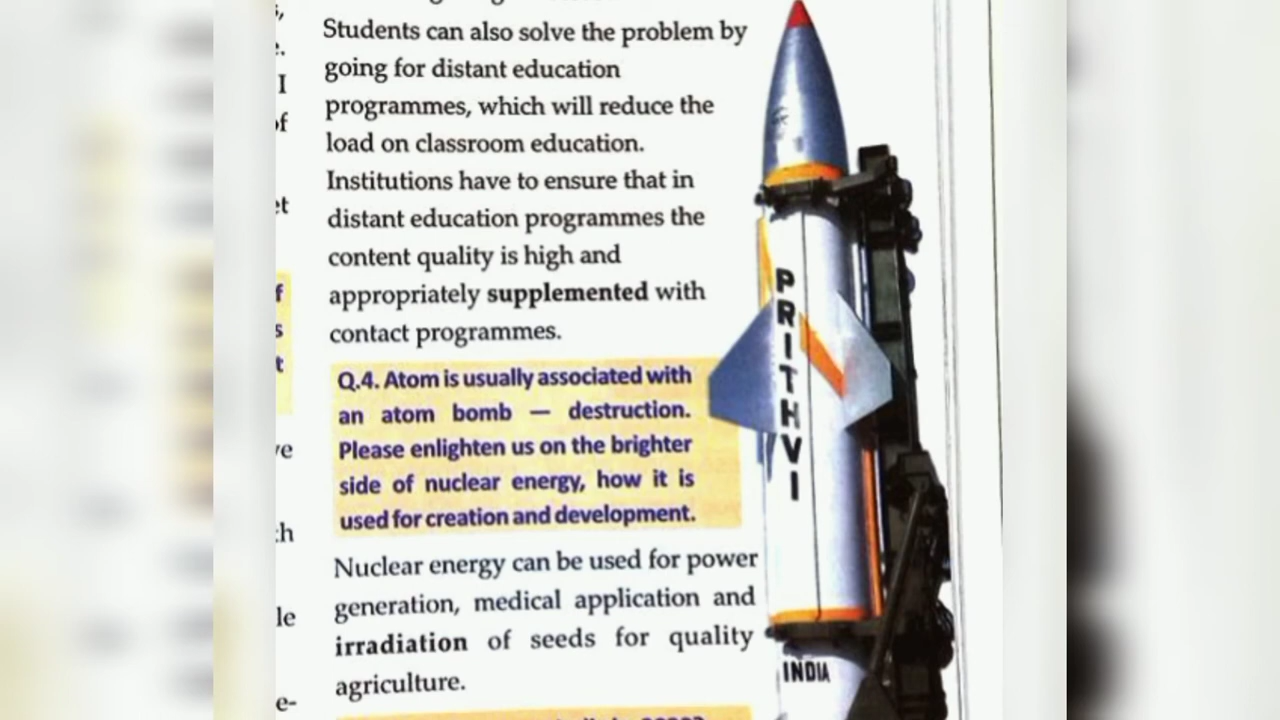 Students can also solve the problem by
going for distant education
programmes, which will reduce the
load on classroom education.
Institutions have to ensure that in
distant education programmes the
content quality is high and
appropriately supplemented with
contact programmes.
Q.4. Atom is usually associated with
an atom bomb — destruction.
Please enlighten us on the brighter
side of nuclear energy, how it is
used for creation and development.
Nuclear energy can be used for power
generation, medical application and
irradiation of seeds for quality
agriculture.
PRITHVI
INDIA